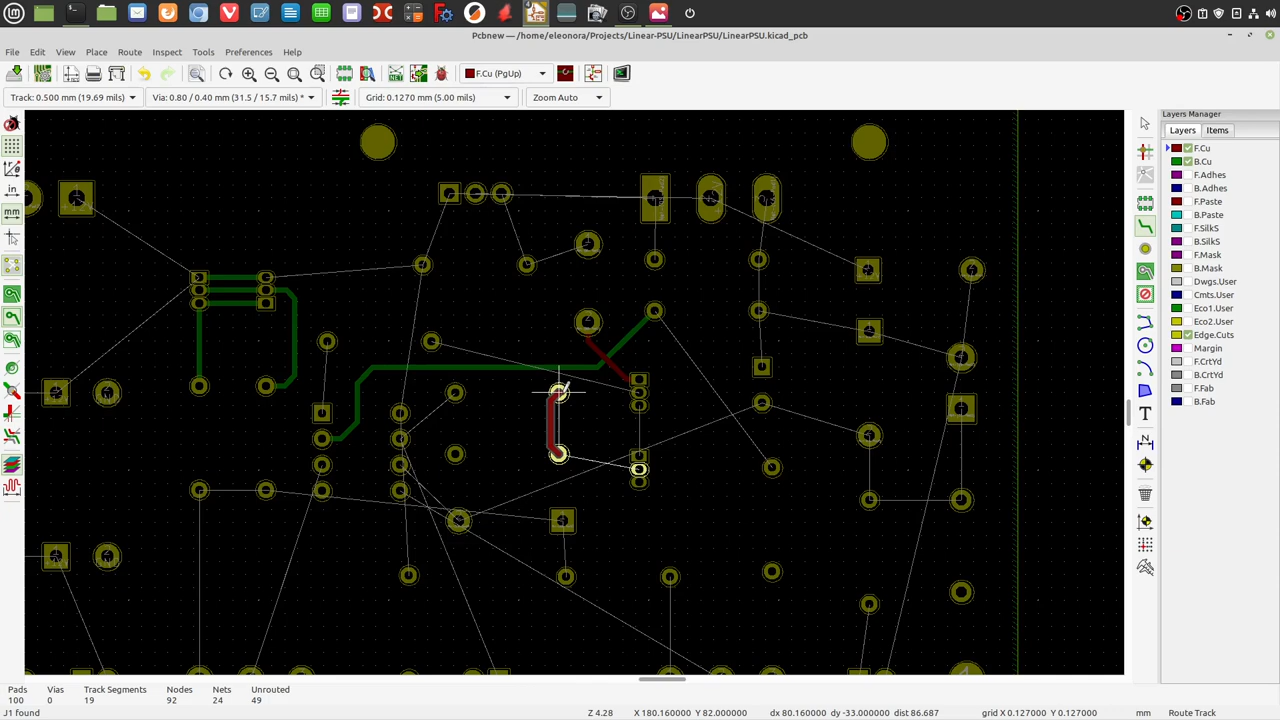 Pcbnew — /home/eleonora/Projects/Linear-PSU/LinearPSU/LinearPSU.kicad_pcb
File Edit View Place Route Inspect Tools Preferences Help
F.Cu (PgUp)
Track: 0.500 mm (19.69 mils) Via: 0.80 / 0.40 mm (31.5 / 15.7 mils) * Grid: 0.1270 mm (5.00 mils) Zoom Auto
Layers Manager
Layers Items
F.Cu
B.Cu
F.Adhes
B.Adhes
F.Paste
B.Paste
F.SilkS
B.SilkS
F.Mask
B.Mask
Dwgs.User
Cmts.User
Eco1.User
Eco2.User
Edge.Cuts
Margin
F.CrtYd
B.CrtYd
F.Fab
B.Fab
in
mm
Pads Vias Track Segments Nodes Nets Unrouted
100 0 19 92 24 49
J1 found Z 4.28 X 180.160000 Y 82.000000 dx 80.160000 dy -33.000000 dist 86.687 grid X 0.127000 Y 0.127000 mm Route Track